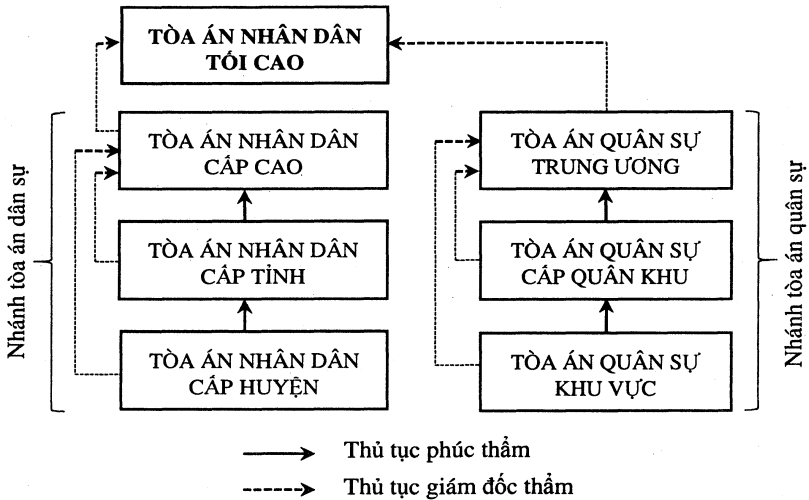 TÒA ÁN NHÂN DÂN
TỐI CAO
Nhánh tòa án dân sự
TÒA ÁN NHÂN DÂN
CẤP CAO
TÒA ÁN NHÂN DÂN
CẤP TỈNH
TÒA ÁN NHÂN DÂN
CẤP HUYỆN
TÒA ÁN QUÂN SỰ
TRUNG ƯƠNG
TÒA ÁN QUÂN SỰ
CẤP QUÂN KHU
TÒA ÁN QUÂN SỰ
KHU VỰC
Nhánh tòa án quân sự
Thủ tục phúc thẩm
Thủ tục giám đốc thẩm